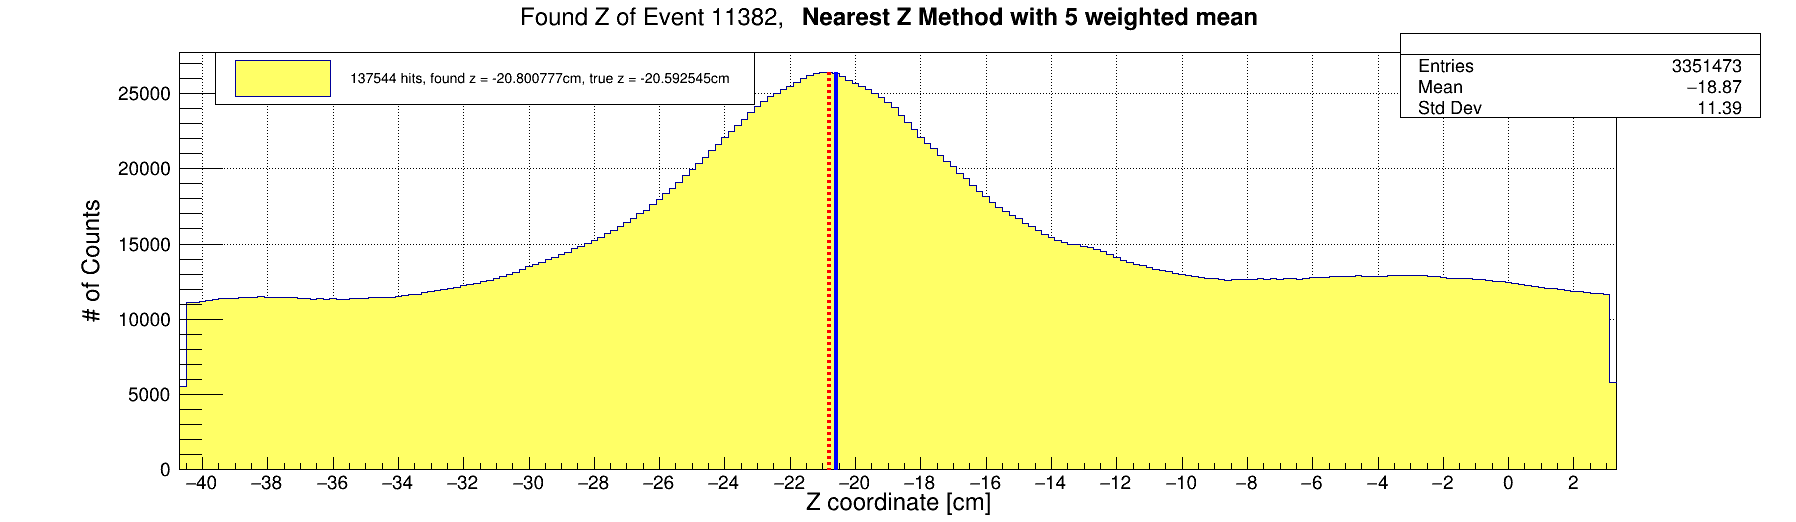 Found Z of Event 11382,   Nearest Z Method with 5 weighted mean
137544 hits, found z = -20.800777cm, true z = -20.592545cm
Entries 3351473
Mean −18.87
Std Dev 11.39
# of Counts
25000
20000
15000
10000
5000
0
−40 −38 −36 −34 −32 −30 −28 −26 −24 −22 −20 −18 −16 −14 −12 −10 −8 −6 −4 −2 0 2
Z coordinate [cm]